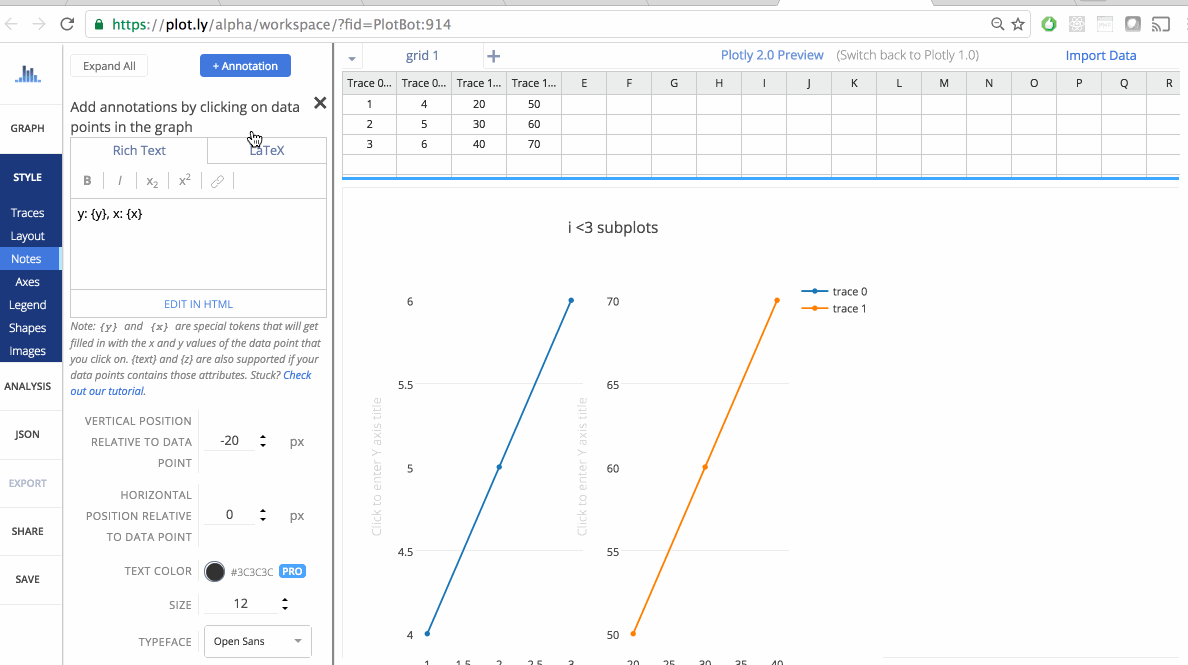 https://plot.ly/alpha/workspace/?fid=PlotBot:914
Expand All
+ Annotation
Add annotations by clicking on data
points in the graph
Rich Text
LaTeX
B I x2 x2
y: {y}, x: {x}
EDIT IN HTML
Note: {y} and {x} are special tokens that will get
filled in with the x and y values of the data point that
you click on. {text} and {z} are also supported if your
data points contains those attributes. Stuck? Check
out our tutorial.
VERTICAL POSITION
RELATIVE TO DATA
POINT
-20
px
HORIZONTAL
POSITION RELATIVE
TO DATA POINT
0
px
TEXT COLOR
#3C3C3C
PRO
SIZE
12
TYPEFACE
Open Sans
GRAPH
STYLE
Traces
Layout
Notes
Axes
Legend
Shapes
Images
ANALYSIS
JSON
EXPORT
SHARE
SAVE
grid 1
+
Plotly 2.0 Preview
(Switch back to Plotly 1.0)
Import Data
Trace 0... Trace 0... Trace 1... Trace 1... E F G H I J K L M N O P Q R
1 4 20 50
2 5 30 60
3 6 40 70
i <3 subplots
6
5.5
5
4.5
4
Click to enter Y axis title
1 1.5 2 2.5 3
70
65
60
55
50
Click to enter Y axis title
20 25 30 35 40
trace 0
trace 1